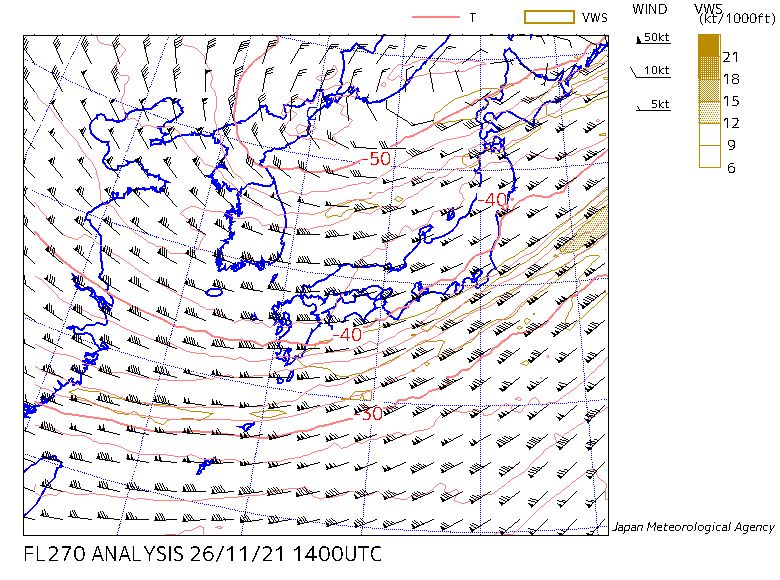 T
VWS
WIND
VWS
(kt/1000ft)
50kt
10kt
5kt
21
18
15
12
9
6
-50
-40
-40
-30
Japan Meteorological Agency
FL270 ANALYSIS 26/11/21 1400UTC